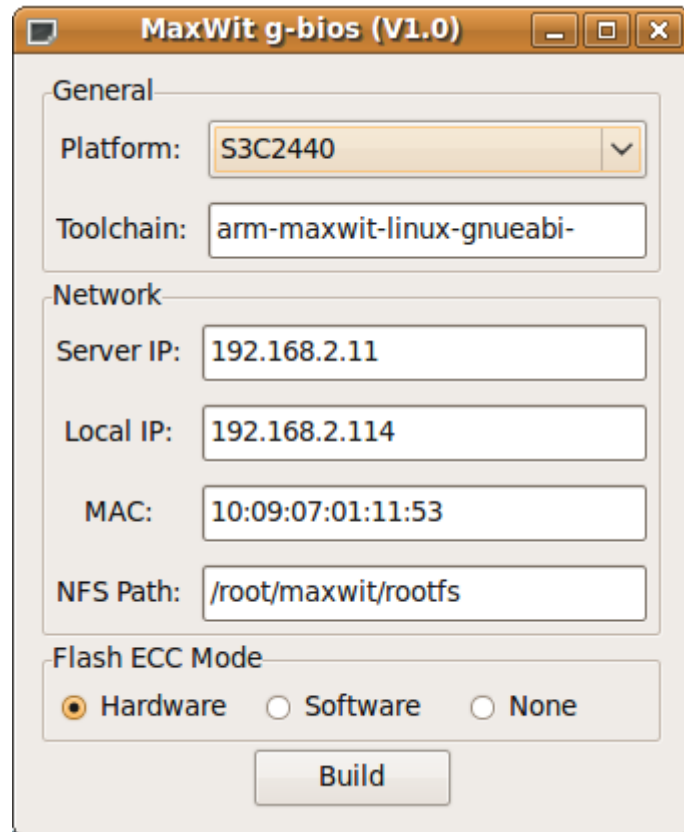 MaxWit g-bios (V1.0)
General
Platform: S3C2440
Toolchain: arm-maxwit-linux-gnueabi-
Network
Server IP: 192.168.2.11
Local IP: 192.168.2.114
MAC: 10:09:07:01:11:53
NFS Path: /root/maxwit/rootfs
Flash ECC Mode
Hardware Software None
Build